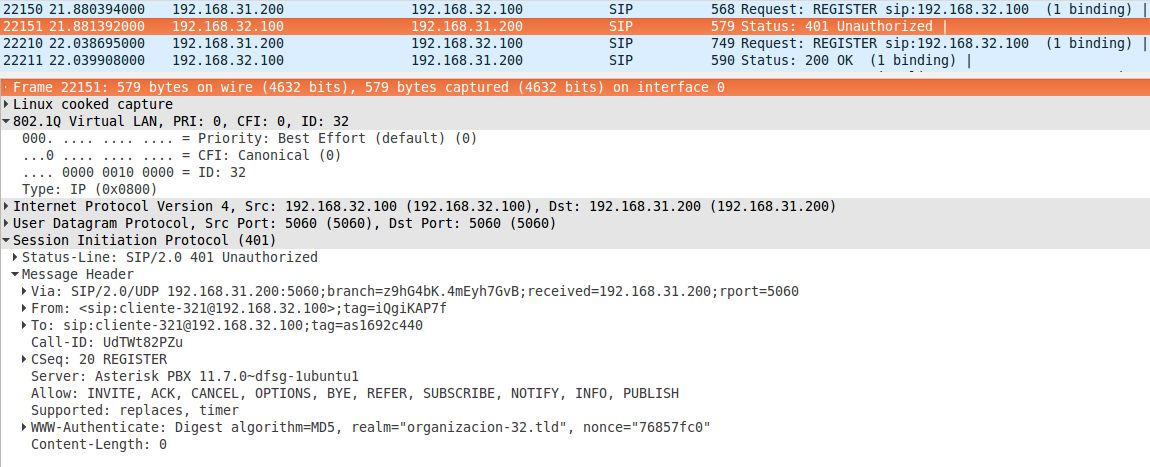 22150 21.880394000 192.168.31.200 192.168.32.100 SIP 568 Request: REGISTER sip:192.168.32.100 (1 binding) |
22151 21.881392000 192.168.32.100 192.168.31.200 SIP 579 Status: 401 Unauthorized |
22210 22.038695000 192.168.31.200 192.168.32.100 SIP 749 Request: REGISTER sip:192.168.32.100 (1 binding) |
22211 22.039908000 192.168.32.100 192.168.31.200 SIP 590 Status: 200 OK (1 binding) |
Frame 22151: 579 bytes on wire (4632 bits), 579 bytes captured (4632 bits) on interface 0
Linux cooked capture
802.1Q Virtual LAN, PRI: 0, CFI: 0, ID: 32
000. .... .... .... = Priority: Best Effort (default) (0)
...0 .... .... .... = CFI: Canonical (0)
.... 0000 0010 0000 = ID: 32
Type: IP (0x0800)
Internet Protocol Version 4, Src: 192.168.32.100 (192.168.32.100), Dst: 192.168.31.200 (192.168.31.200)
User Datagram Protocol, Src Port: 5060 (5060), Dst Port: 5060 (5060)
Session Initiation Protocol (401)
Status-Line: SIP/2.0 401 Unauthorized
Message Header
Via: SIP/2.0/UDP 192.168.31.200:5060;branch=z9hG4bK.4mEyh7GvB;received=192.168.31.200;rport=5060
From: <sip:cliente-321@192.168.32.100>;tag=iQgiKAP7f
To: sip:cliente-321@192.168.32.100;tag=as1692c440
Call-ID: UdTWt82PZu
CSeq: 20 REGISTER
Server: Asterisk PBX 11.7.0~dfsg-1ubuntu1
Allow: INVITE, ACK, CANCEL, OPTIONS, BYE, REFER, SUBSCRIBE, NOTIFY, INFO, PUBLISH
Supported: replaces, timer
WWW-Authenticate: Digest algorithm=MD5, realm="organizacion-32.tld", nonce="76857fc0"
Content-Length: 0